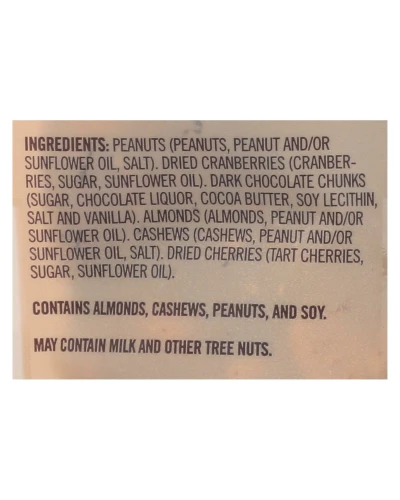 INGREDIENTS: PEANUTS (PEANUTS, PEANUT AND/OR
SUNFLOWER OIL, SALT). DRIED CRANBERRIES (CRANBER-
RIES, SUGAR, SUNFLOWER OIL). DARK CHOCOLATE CHUNKS
(SUGAR, CHOCOLATE LIQUOR, COCOA BUTTER, SOY LECITHIN,
SALT AND VANILLA). ALMONDS (ALMONDS, PEANUT AND/OR
SUNFLOWER OIL). CASHEWS (CASHEWS, PEANUT AND/OR
SUNFLOWER OIL, SALT). DRIED CHERRIES (TART CHERRIES,
SUGAR, SUNFLOWER OIL).
CONTAINS ALMONDS, CASHEWS, PEANUTS, AND SOY.
MAY CONTAIN MILK AND OTHER TREE NUTS.